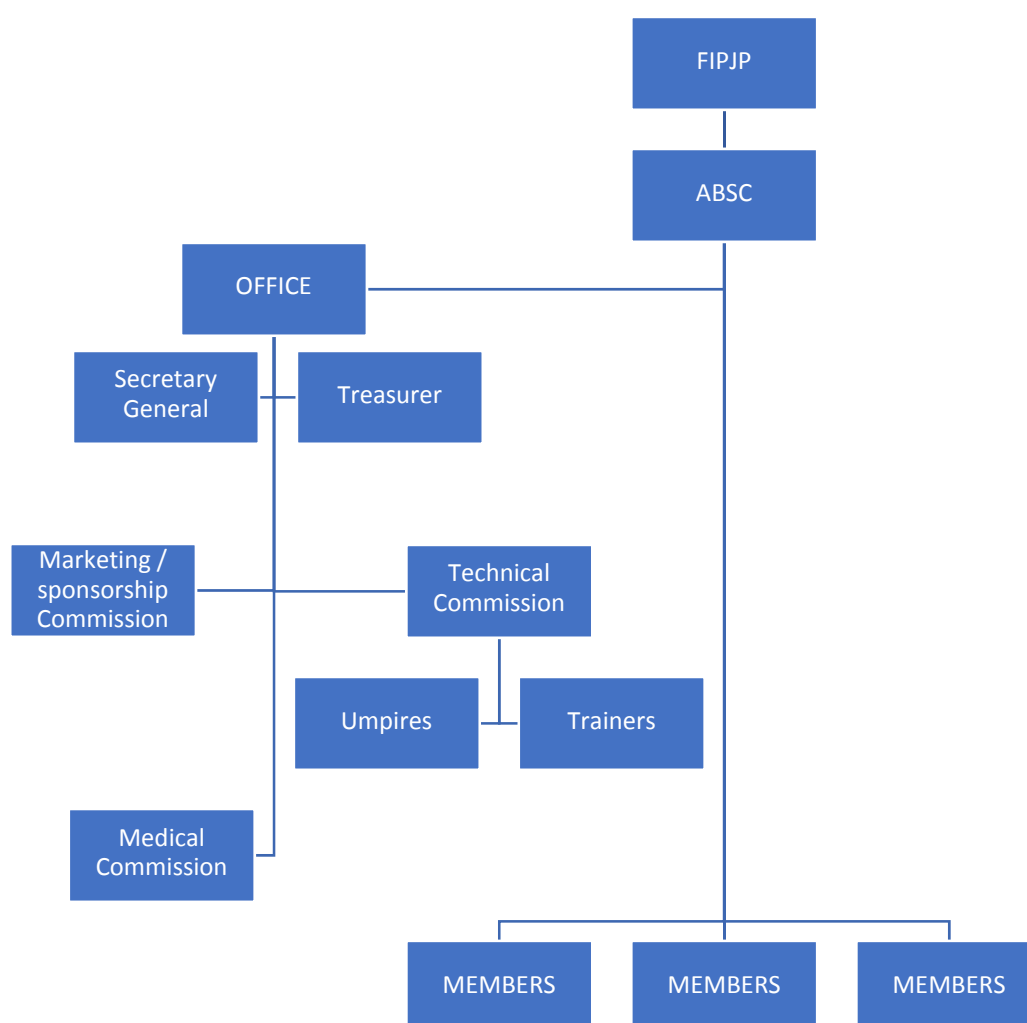 FIPJP
ABSC
OFFICE
Secretary
General
Treasurer
Marketing /
sponsorship
Commission
Technical
Commission
Umpires
Trainers
Medical
Commission
MEMBERS
MEMBERS
MEMBERS